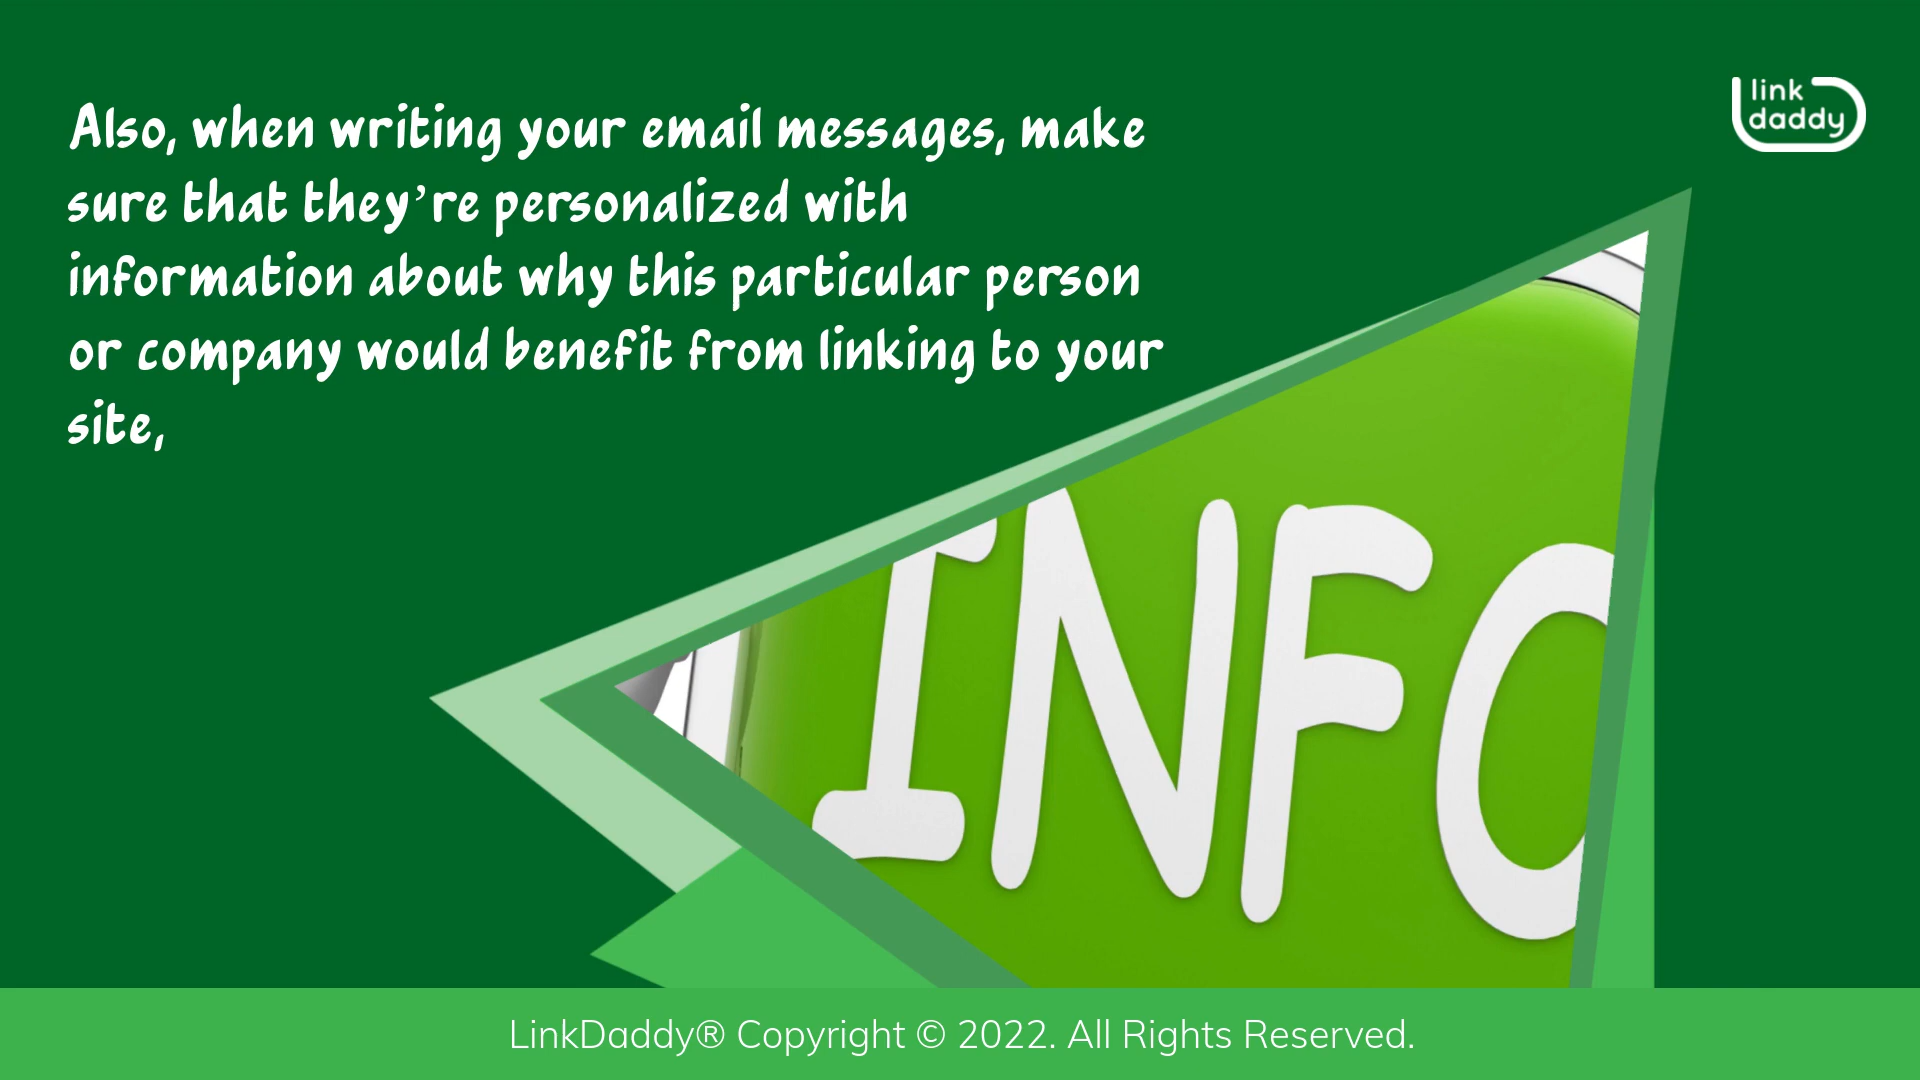 Also, when writing your email messages, make
sure that they’re personalized with
information about why this particular person
or company would benefit from linking to your
site,
link
daddy
INFO
LinkDaddy® Copyright © 2022. All Rights Reserved.